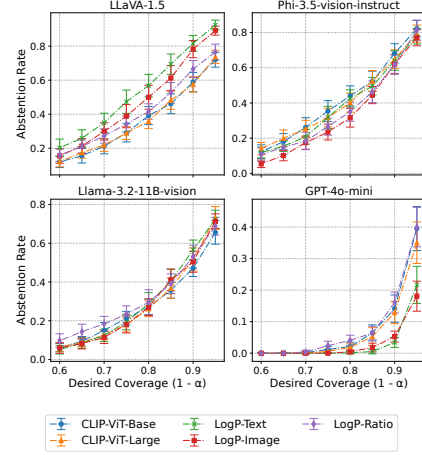 LLaVA-1.5
Phi-3.5-vision-instruct
Abstention Rate
0.8
0.6
0.4
0.2
0.8
0.6
0.4
0.2
0.0
Llama-3.2-11B-vision
GPT-4o-mini
Abstention Rate
0.8
0.6
0.4
0.2
0.0
0.4
0.3
0.2
0.1
0.0
0.6 0.7 0.8 0.9
0.6 0.7 0.8 0.9
Desired Coverage (1 - α)
Desired Coverage (1 - α)
CLIP-ViT-Base
LogP-Text
LogP-Ratio
CLIP-ViT-Large
LogP-Image